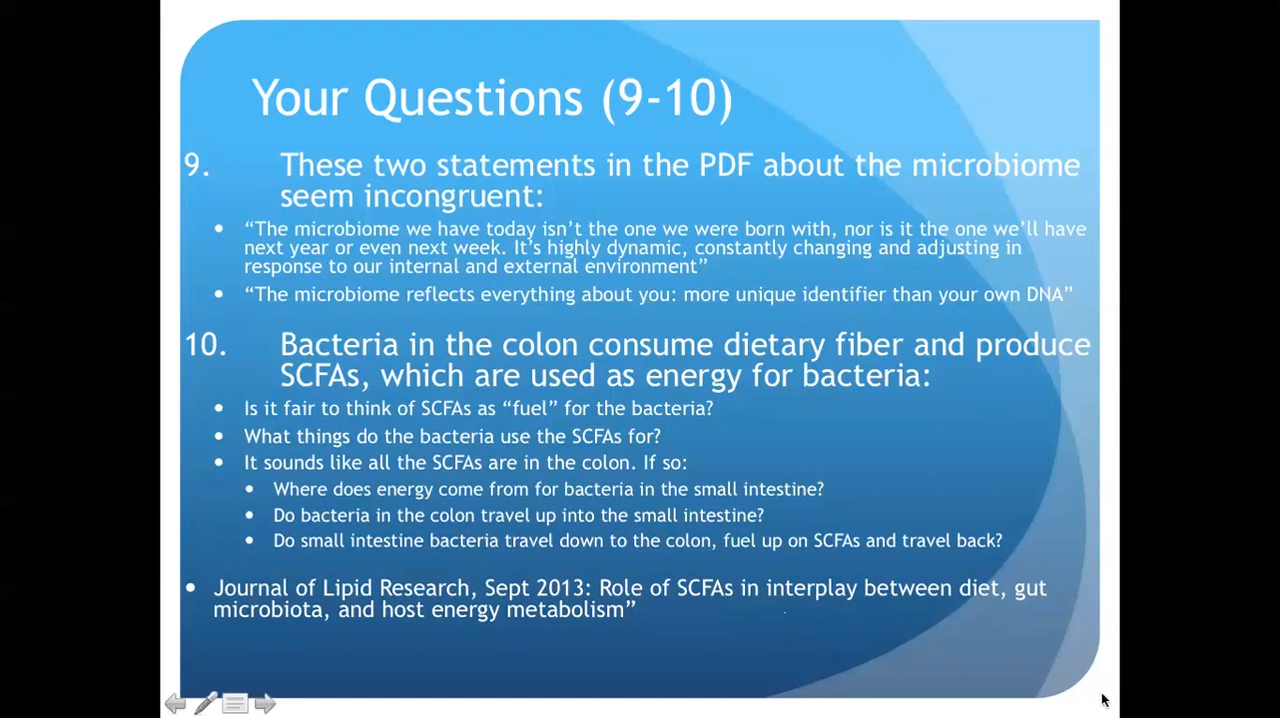 Your Questions (9-10)
9. These two statements in the PDF about the microbiome
seem incongruent:
• “The microbiome we have today isn’t the one we were born with, nor is it the one we’ll have
next year or even next week. It’s highly dynamic, constantly changing and adjusting in
response to our internal and external environment”
• “The microbiome reflects everything about you: more unique identifier than your own DNA”
10. Bacteria in the colon consume dietary fiber and produce
SCFAs, which are used as energy for bacteria:
• Is it fair to think of SCFAs as “fuel” for the bacteria?
• What things do the bacteria use the SCFAs for?
• It sounds like all the SCFAs are in the colon. If so:
• Where does energy come from for bacteria in the small intestine?
• Do bacteria in the colon travel up into the small intestine?
• Do small intestine bacteria travel down to the colon, fuel up on SCFAs and travel back?
• Journal of Lipid Research, Sept 2013: Role of SCFAs in interplay between diet, gut
microbiota, and host energy metabolism”